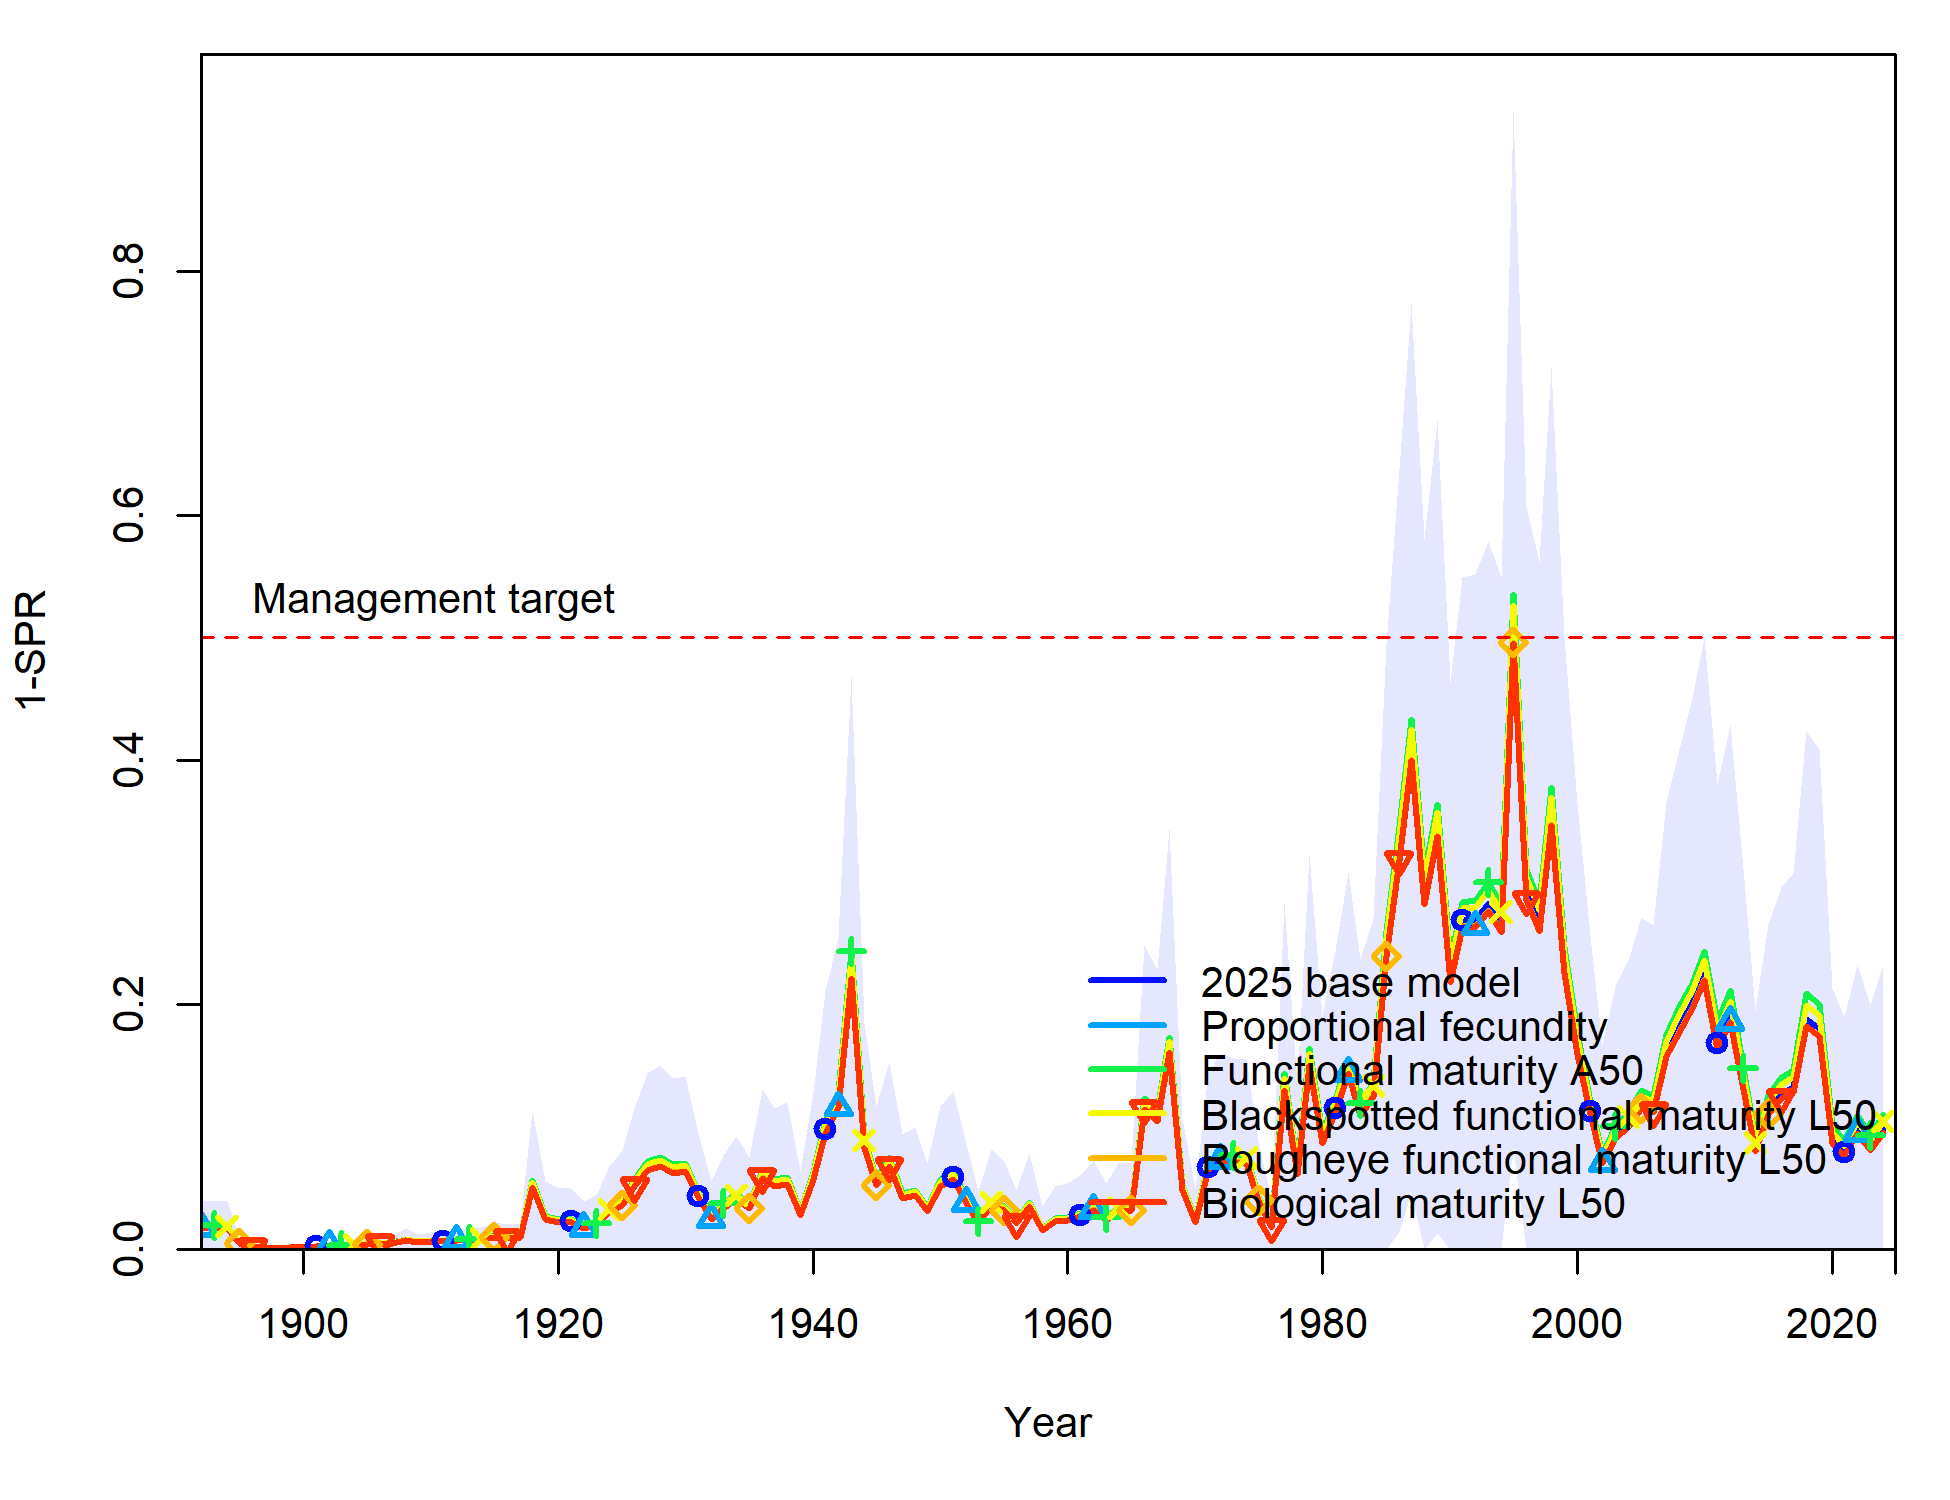 0.8
0.6
0.4
0.2
0.0
1-SPR
Management target
2025 base model
Proportional fecundity
Functional maturity A50
Blackspotted functional maturity L50
Rougheye functional maturity L50
Biological maturity L50
1900 1920 1940 1960 1980 2000 2020
Year